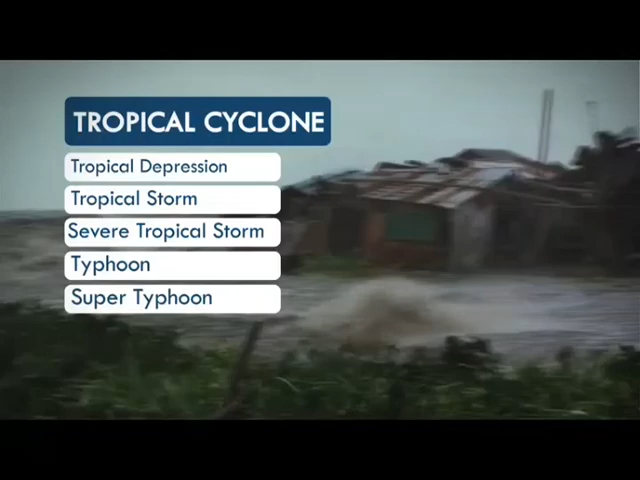 TROPICAL CYCLONE
Tropical Depression
Tropical Storm
Severe Tropical Storm
Typhoon
Super Typhoon